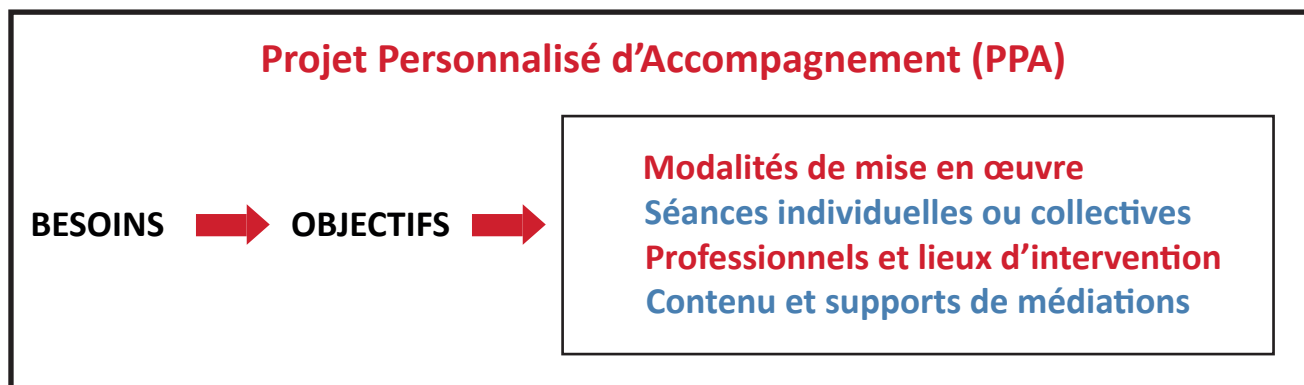 Projet Personnalisé d’Accompagnement (PPA)
BESOINS
OBJECTIFS
Modalités de mise en œuvre
Séances individuelles ou collectives
Professionnels et lieux d’intervention
Contenu et supports de médiations